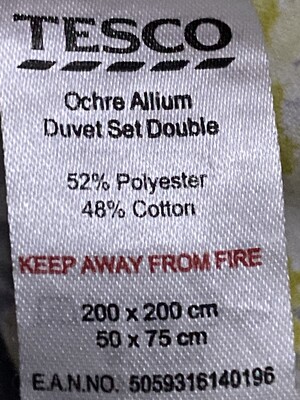 TESCO
Ochre Allium
Duvet Set Double
52% Polyester
48% Cotton
KEEP AWAY FROM FIRE
200 x 200 cm
50 x 75 cm
E.A.N.NO. 5059316140196